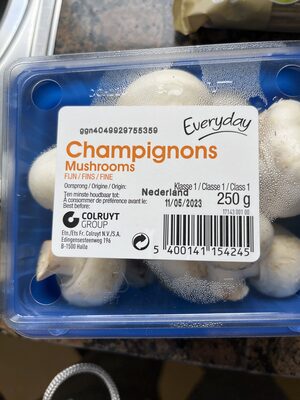 Everyday
ggn4049929755359
Champignons
Mushrooms
FIJN / FINS / FINE
Oorsprong / Origine / Origin: Nederland
Klasse 1 / Classe 1 / Class 1
Ten minste houdbaar tot:
A consommer de préférence avant le:
Best before: 11/05/2023
250 g
COLRUYT
GROUP
Etn./Ets Fr. Colruyt N.V./S.A.
Edingensesteenweg 196
B-1500 Halle
5 400141 154245